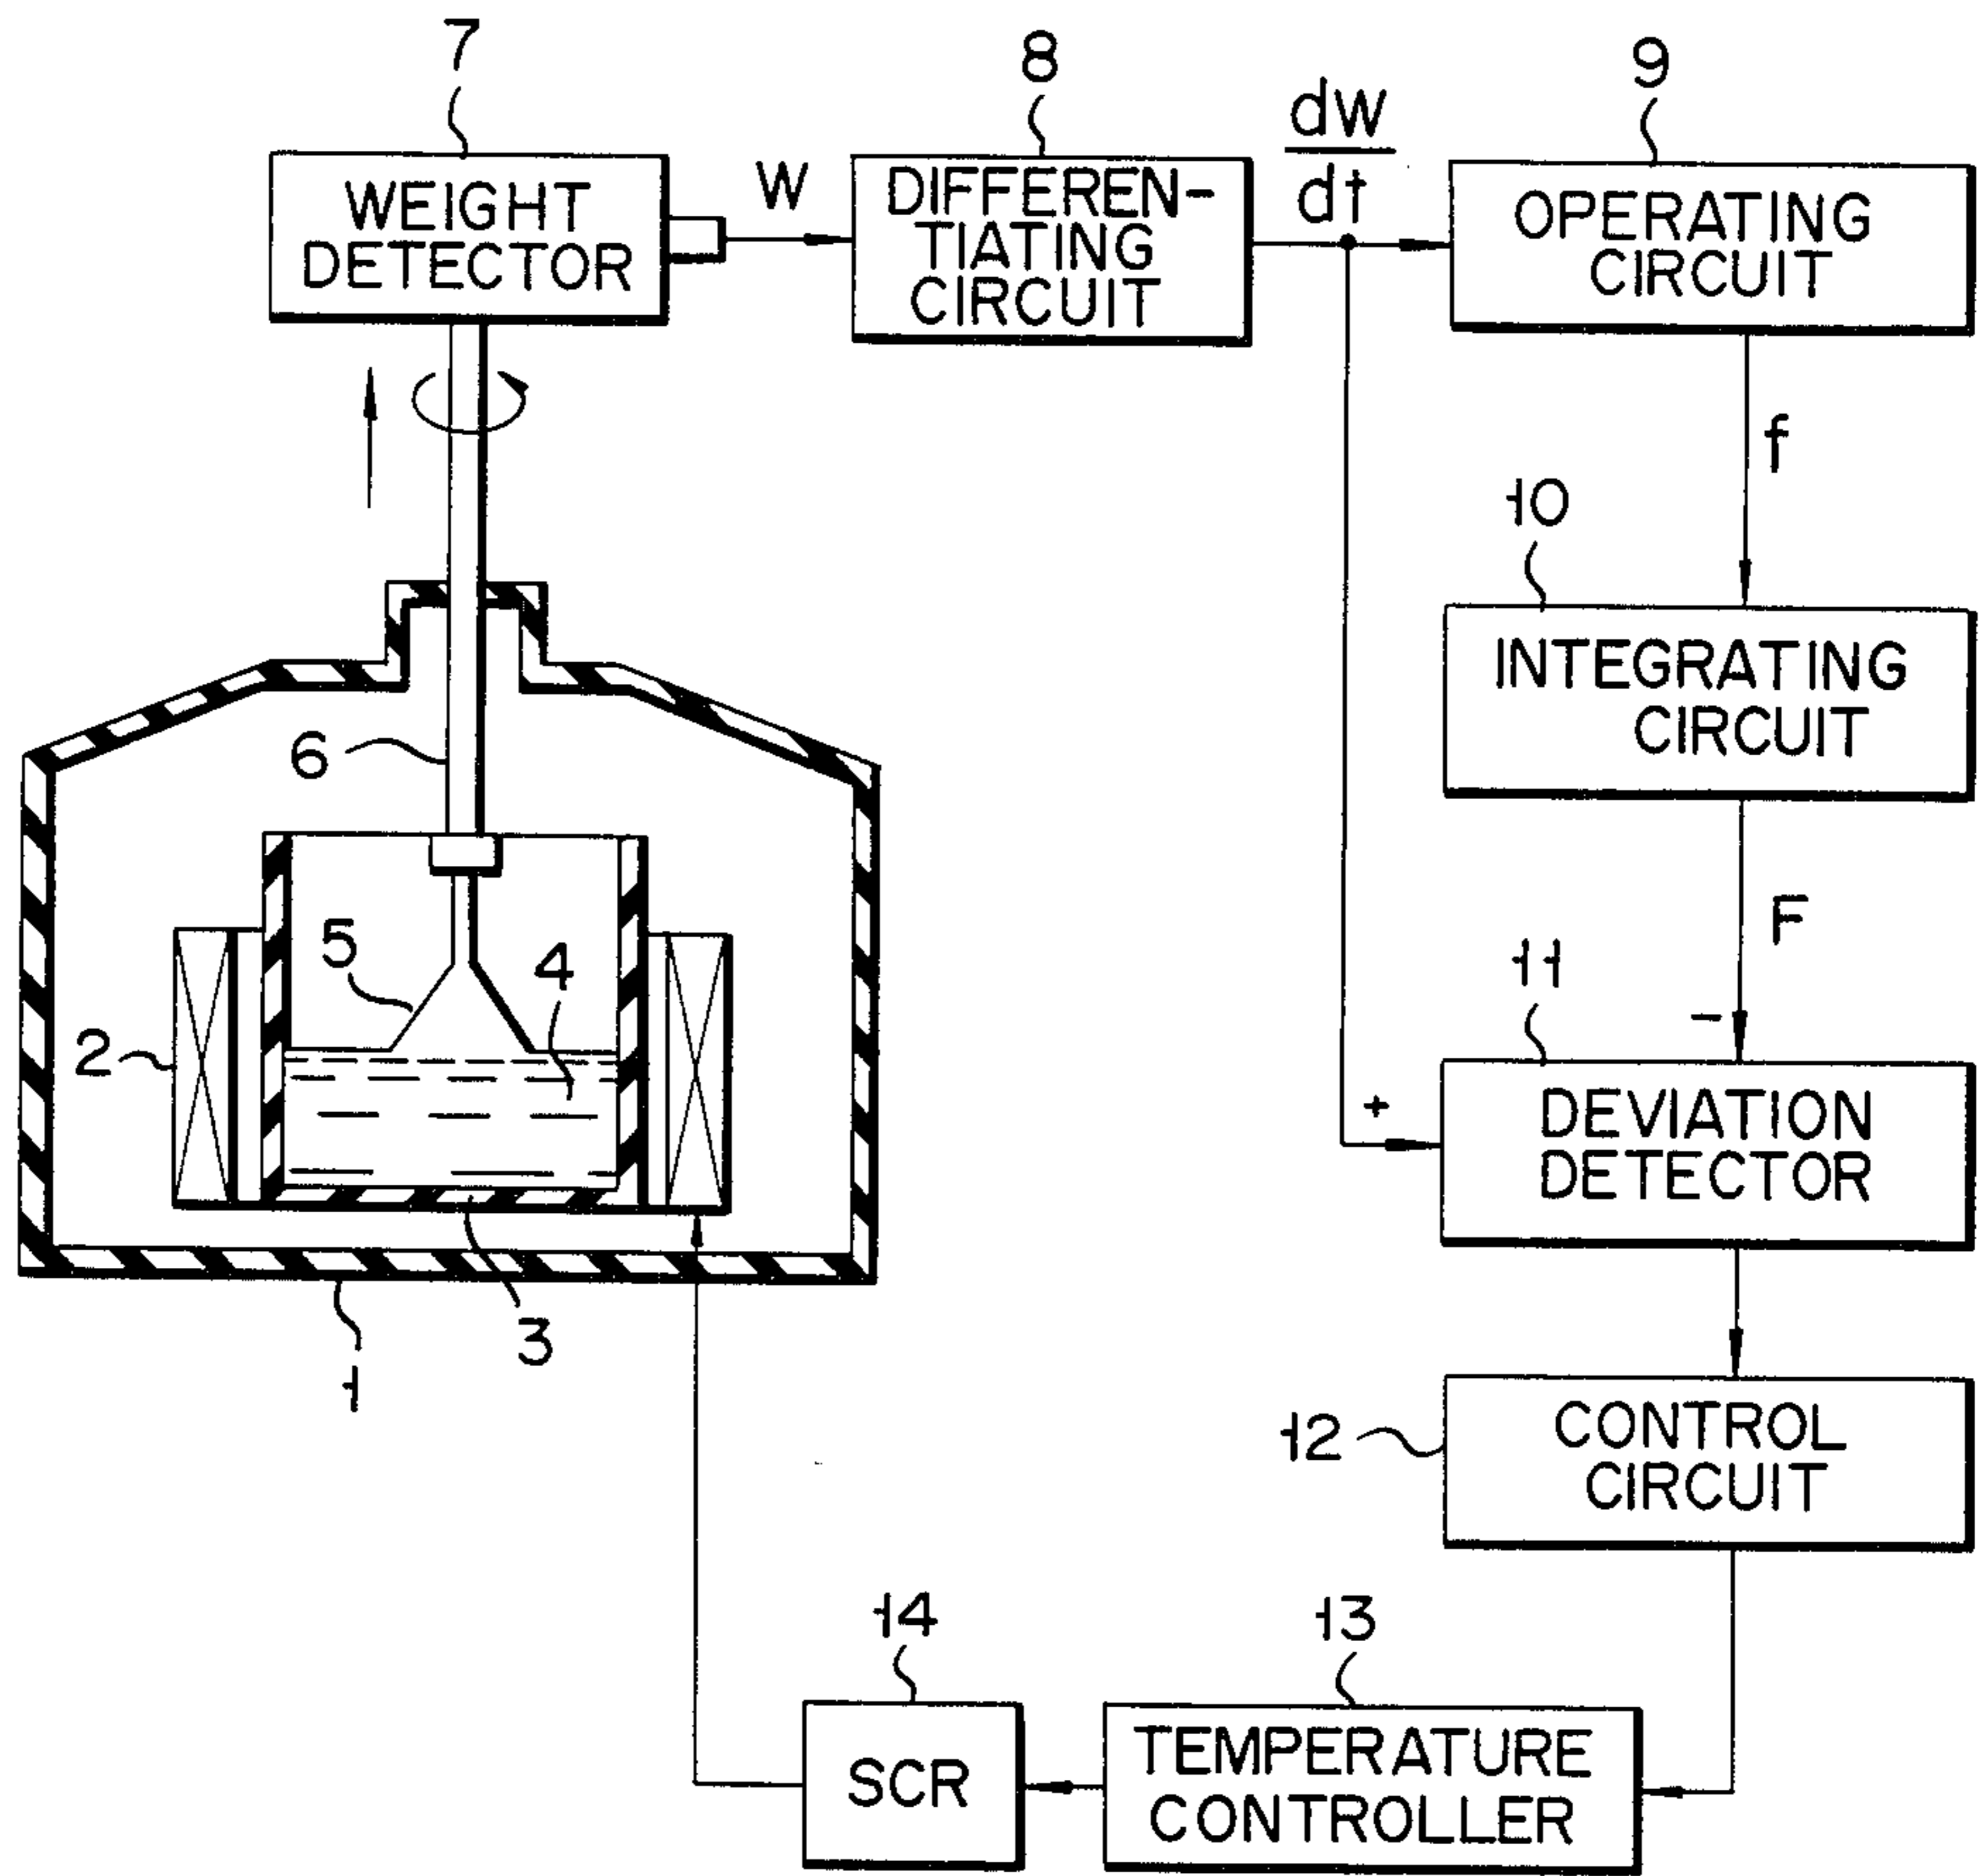 7
8
9
WEIGHT
DETECTOR
W
DIFFEREN-
TIATING
CIRCUIT
dw
dt
OPERATING
CIRCUIT
f
10
INTEGRATING
CIRCUIT
6
F
5
4
11
2
-
+
DEVIATION
DETECTOR
3
1
12
CONTROL
CIRCUIT
14
13
SCR
TEMPERATURE
CONTROLLER